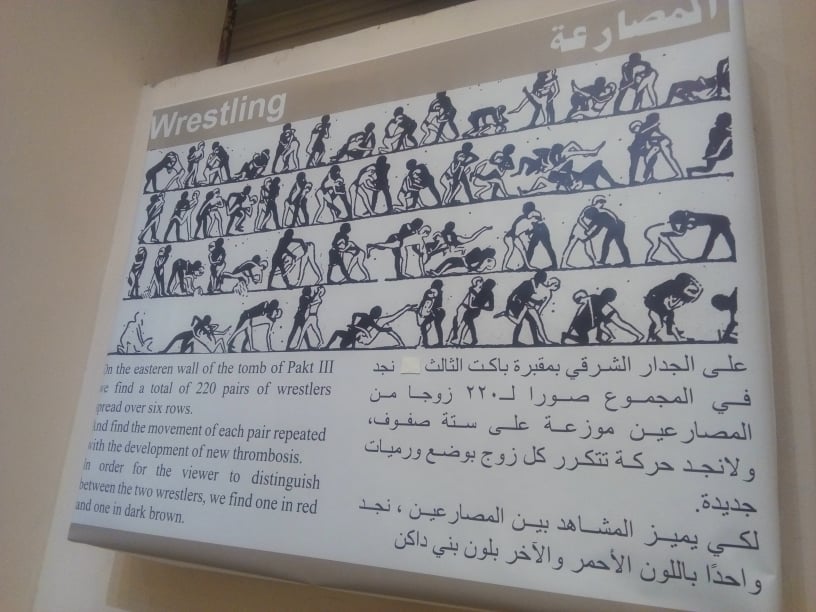 المصارعة
Wrestling
On the easteren wall of the tomb of Pakt III
we find a total of 220 pairs of wrestlers
spread over six rows.
And find the movement of each pair repeated
with the development of new thrombosis.
In order for the viewer to distinguish
between the two wrestlers, we find one in red
and one in dark brown.
على الجدار الشرقي بمقبرة باكت الثالث نجد
في المجموع صورا لـ ٢٢٠ زوجا من
المصارعين موزعة على ستة صفوف،
ولانجد حركة تتكرر كل زوج بوضع ورميات
جديدة.
لكي يميز المشاهد بين المصارعين ، نجد
واحدًا باللون الأحمر والآخر بلون بني داكن